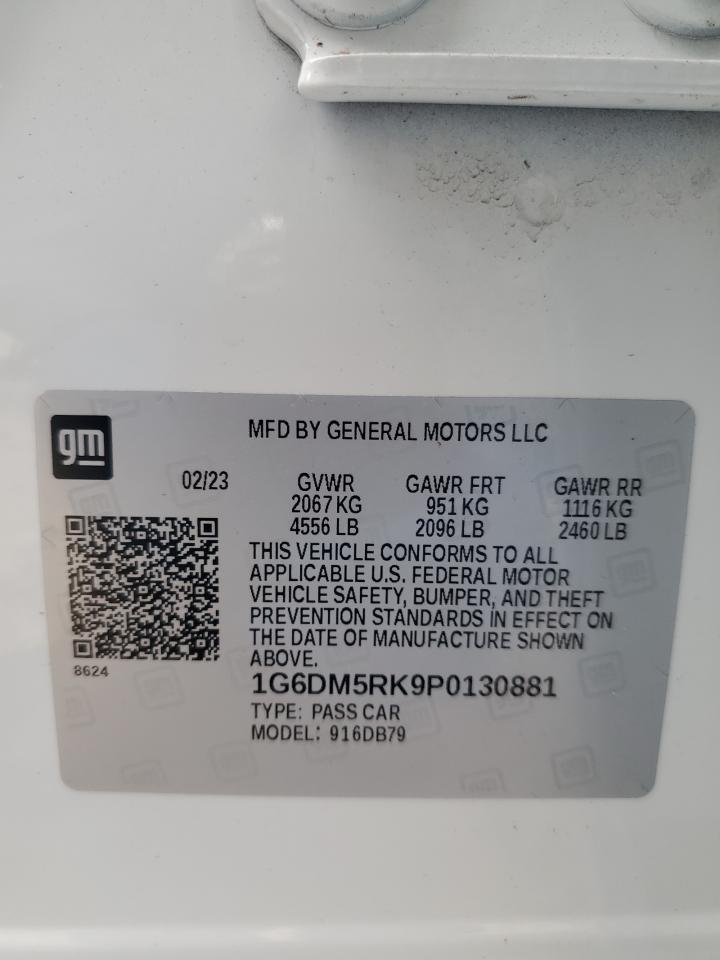 gm
MFD BY GENERAL MOTORS LLC
02/23 GVWR GAWR FRT GAWR RR
2067 KG 951 KG 1116 KG
4556 LB 2096 LB 2460 LB
THIS VEHICLE CONFORMS TO ALL
APPLICABLE U.S. FEDERAL MOTOR
VEHICLE SAFETY, BUMPER, AND THEFT
PREVENTION STANDARDS IN EFFECT ON
THE DATE OF MANUFACTURE SHOWN
ABOVE.
8624
1G6DM5RK9P0130881
TYPE: PASS CAR
MODEL: 916DB79